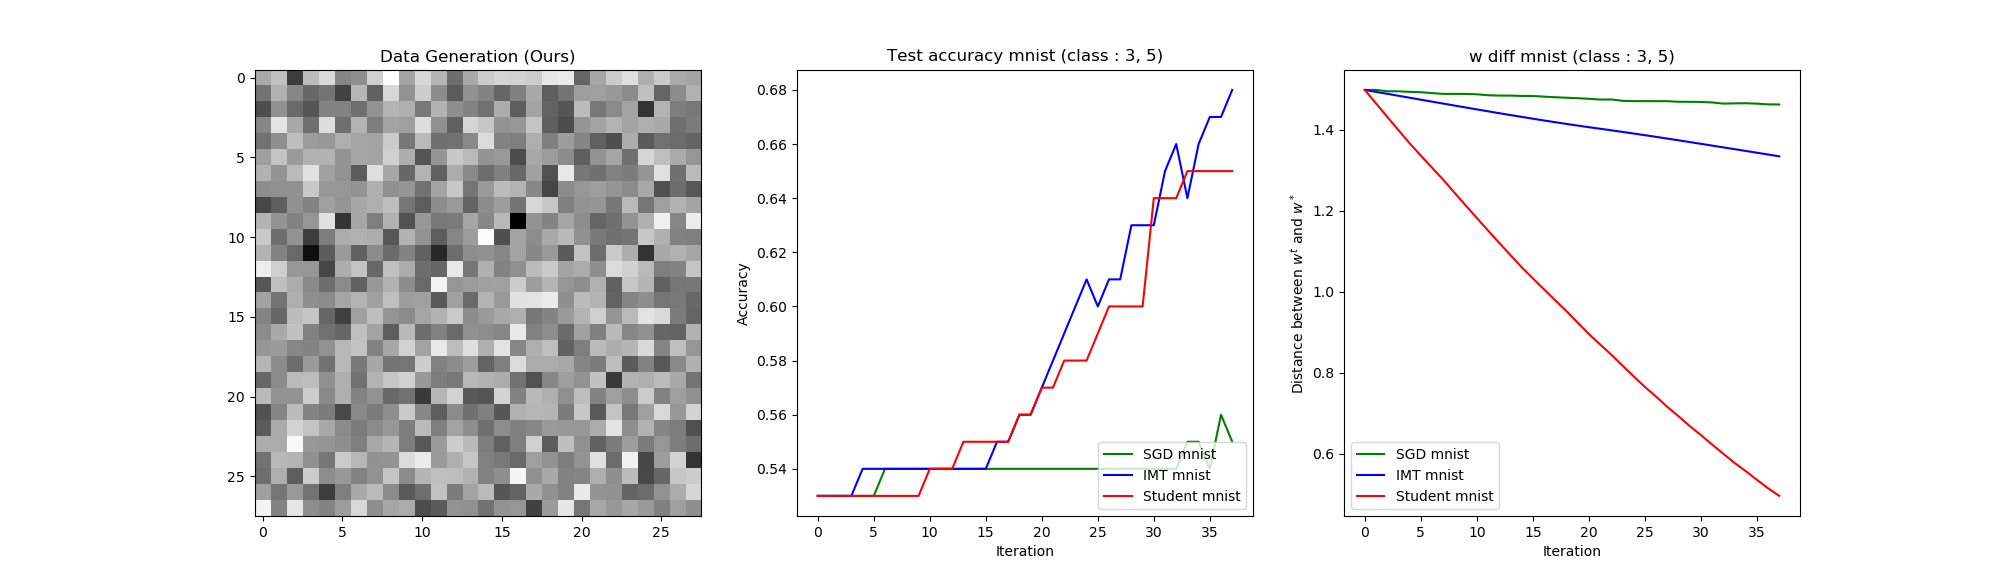 Data Generation (Ours)
0
5
10
15
20
25
0 5 10 15 20 25
Test accuracy mnist (class : 3, 5)
Accuracy
0.68
0.66
0.64
0.62
0.60
0.58
0.56
0.54
SGD mnist
IMT mnist
Student mnist
0 5 10 15 20 25 30 35
Iteration
w diff mnist (class : 3, 5)
Distance between w^t and w^*
1.4
1.2
1.0
0.8
0.6
SGD mnist
IMT mnist
Student mnist
0 5 10 15 20 25 30 35
Iteration